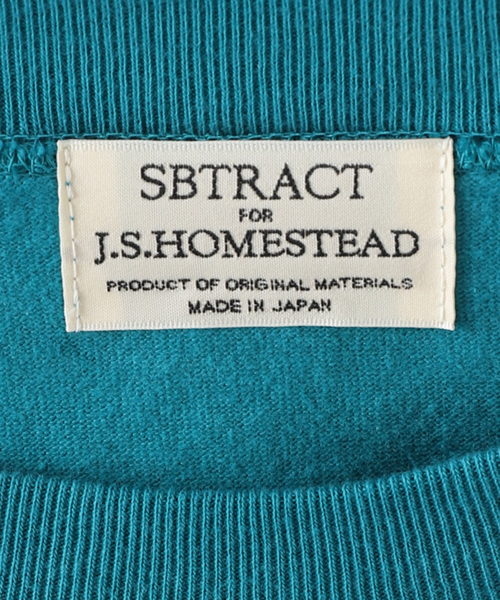 SBTRACT
FOR
J.S.HOMESTEAD
PRODUCT OF ORIGINAL MATERIALS
MADE IN JAPAN